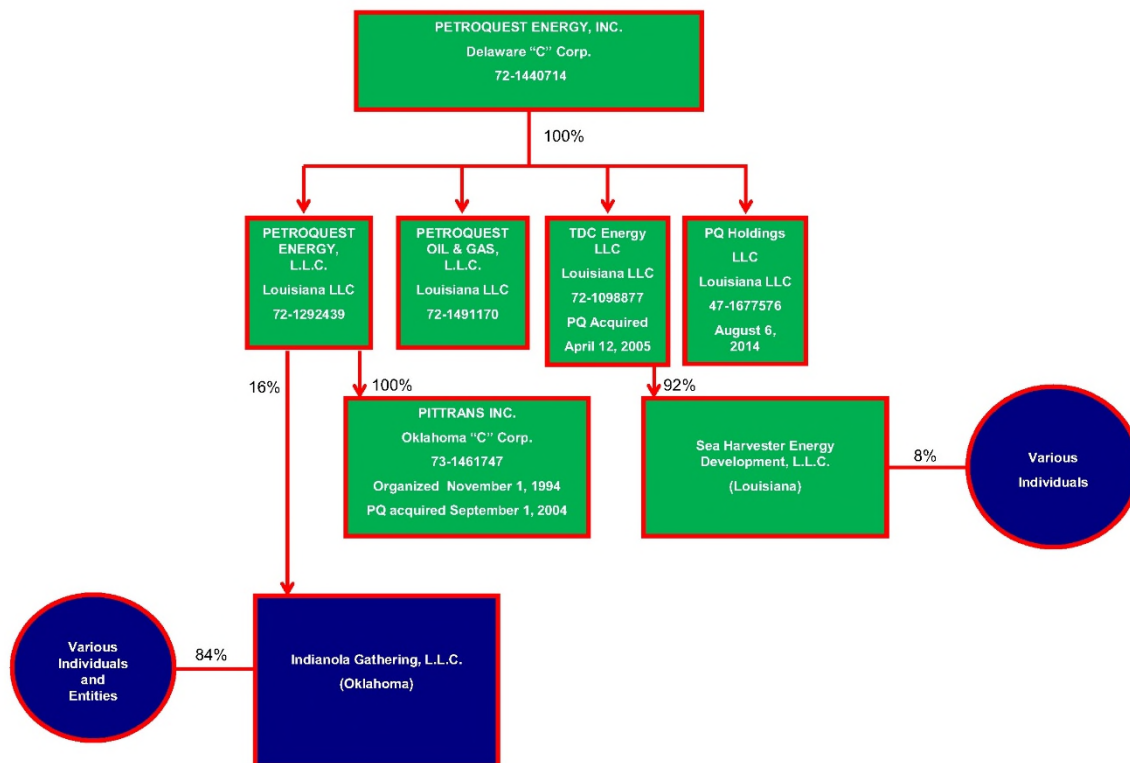 PETROQUEST ENERGY, INC.
Delaware “C” Corp.
72-1440714
100%
PETROQUEST
ENERGY,
L.L.C.
Louisiana LLC
72-1292439
PETROQUEST
OIL & GAS,
L.L.C.
Louisiana LLC
72-1491170
TDC Energy
LLC
Louisiana LLC
72-1098877
PQ Acquired
April 12, 2005
PQ Holdings
LLC
Louisiana LLC
47-1677576
August 6,
2014
16%
100%
92%
PITTRANS INC.
Oklahoma “C” Corp.
73-1461747
Organized November 1, 1994
PQ acquired September 1, 2004
Sea Harvester Energy
Development, L.L.C.
(Louisiana)
8%
Various
Individuals
Various
Individuals
and
Entities
84%
Indianola Gathering, L.L.C.
(Oklahoma)